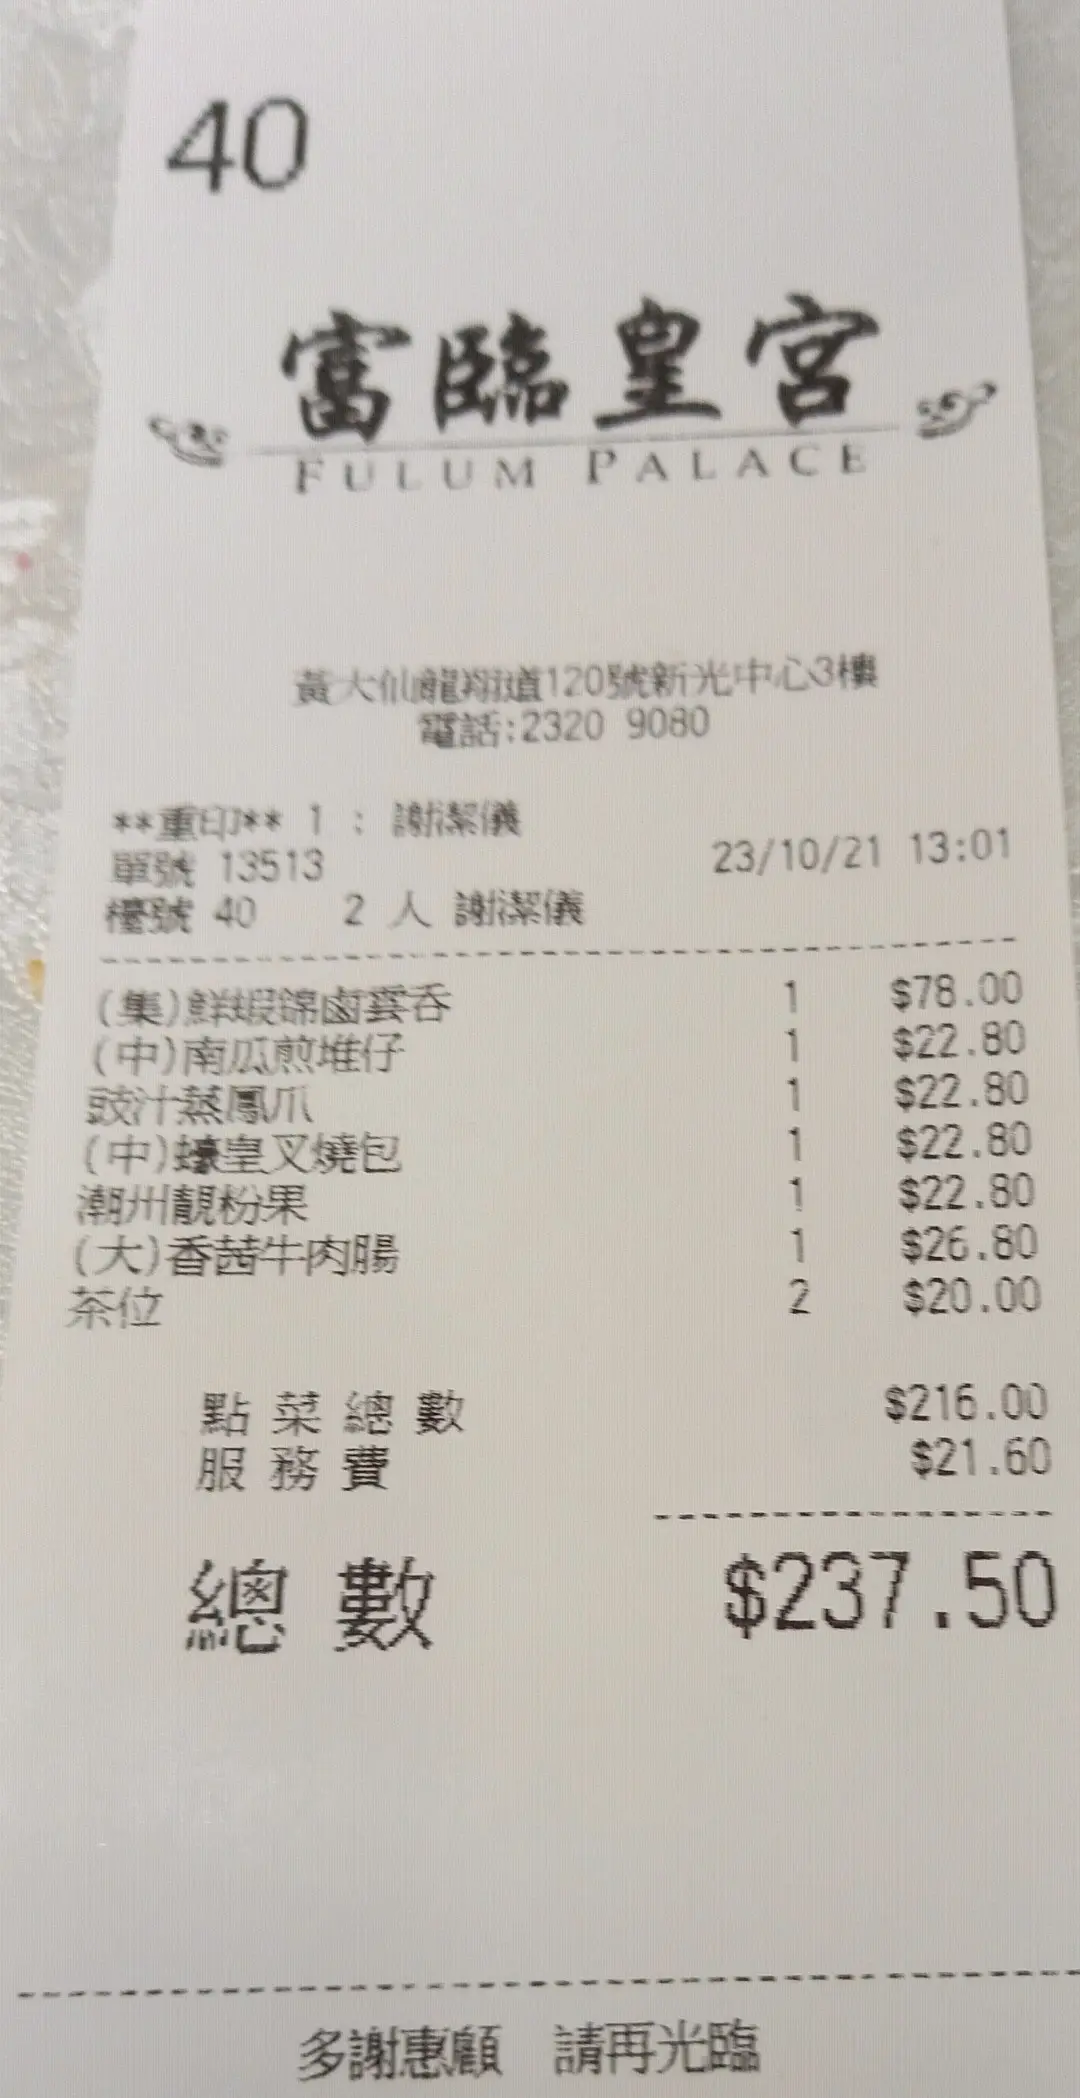 40
富臨皇宮
FULUM PALACE
黃大仙龍翔道120號新光中心3樓
電話:2320 9080
**重印** 1 : 謝潔儀
單號 13513 23/10/21 13:01
檯號 40 2 人 謝潔儀
(集)鮮蝦錦鹵雲吞 1 $78.00
(中)南瓜煎堆仔 1 $22.80
豉汁蒸鳳爪 1 $22.80
(中)蠔皇叉燒包 1 $22.80
潮州靚粉果 1 $22.80
(大)香茜牛肉腸 1 $26.80
茶位 2 $20.00
點菜總數 $216.00
服務費 $21.60
總數 $237.50
多謝惠顧 請再光臨